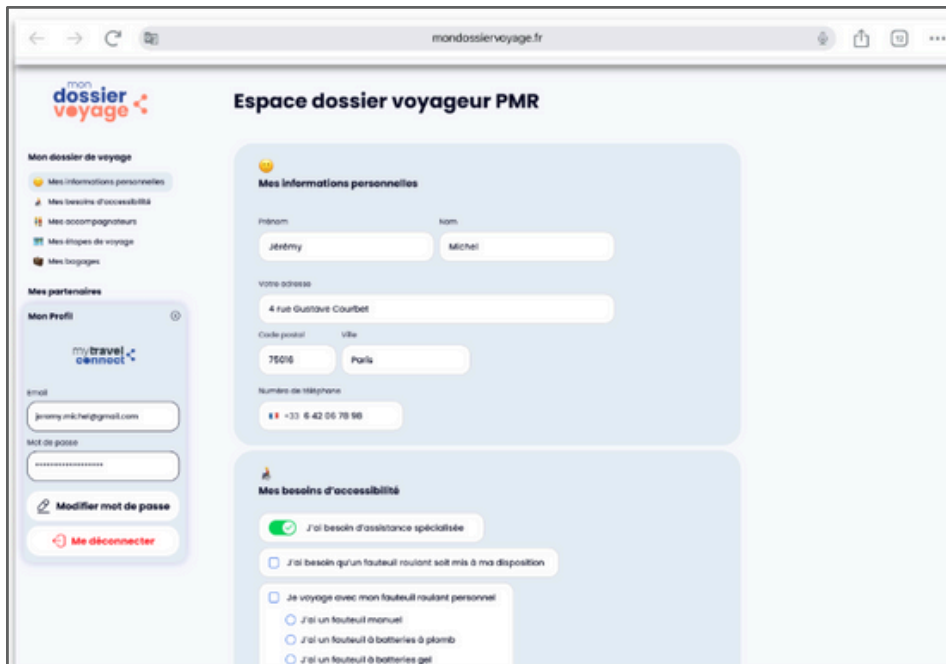 mondossiervoyage.fr
12
mon
dossier
voyage
Espace dossier voyageur PMR
Mon dossier de voyage
Mes informations personnelles
Mes besoins d'accessibilité
Mes accompagnateurs
Mes étapes de voyage
Mes bagages
Mes partenaires
Mon Profil
mytravel
connect
Email
jeremy.michel@gmail.com
Mot de passe
Modifier mot de passe
Me déconnecter
Mes informations personnelles
Prénom Nom
Jérémy Michel
Votre adresse
4 rue Gustave Courbet
Code postal Ville
75016 Paris
Numéro de téléphone
+33 6 42 06 78 98
Mes besoins d'accessibilité
J'ai besoin d'assistance spécialisée
J'ai besoin qu'un fauteuil roulant soit mis à ma disposition
Je voyage avec mon fauteuil roulant personnel
J'ai un fauteuil manuel
J'ai un fauteuil à batteries à plomb
J'ai un fauteuil à batteries gel